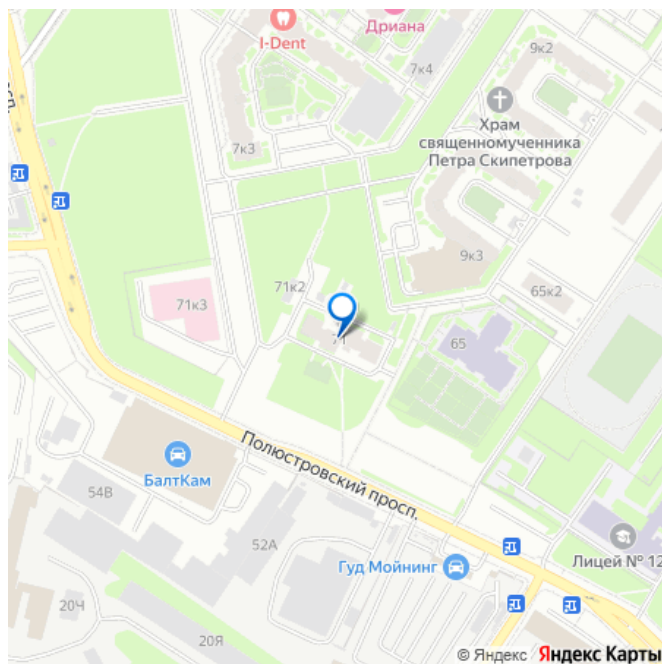 I-Dent
Дриана
7к4
9к2
Храм
священномученника
Петра Скипетрова
7к3
9к3
71к2
71к3
65к2
71
65
Полюстровский просп.
БалтКам
54В
52А
Гуд Мойнинг
Лицей № 12
20Ч
20Я
© Яндекс Яндекс Карты